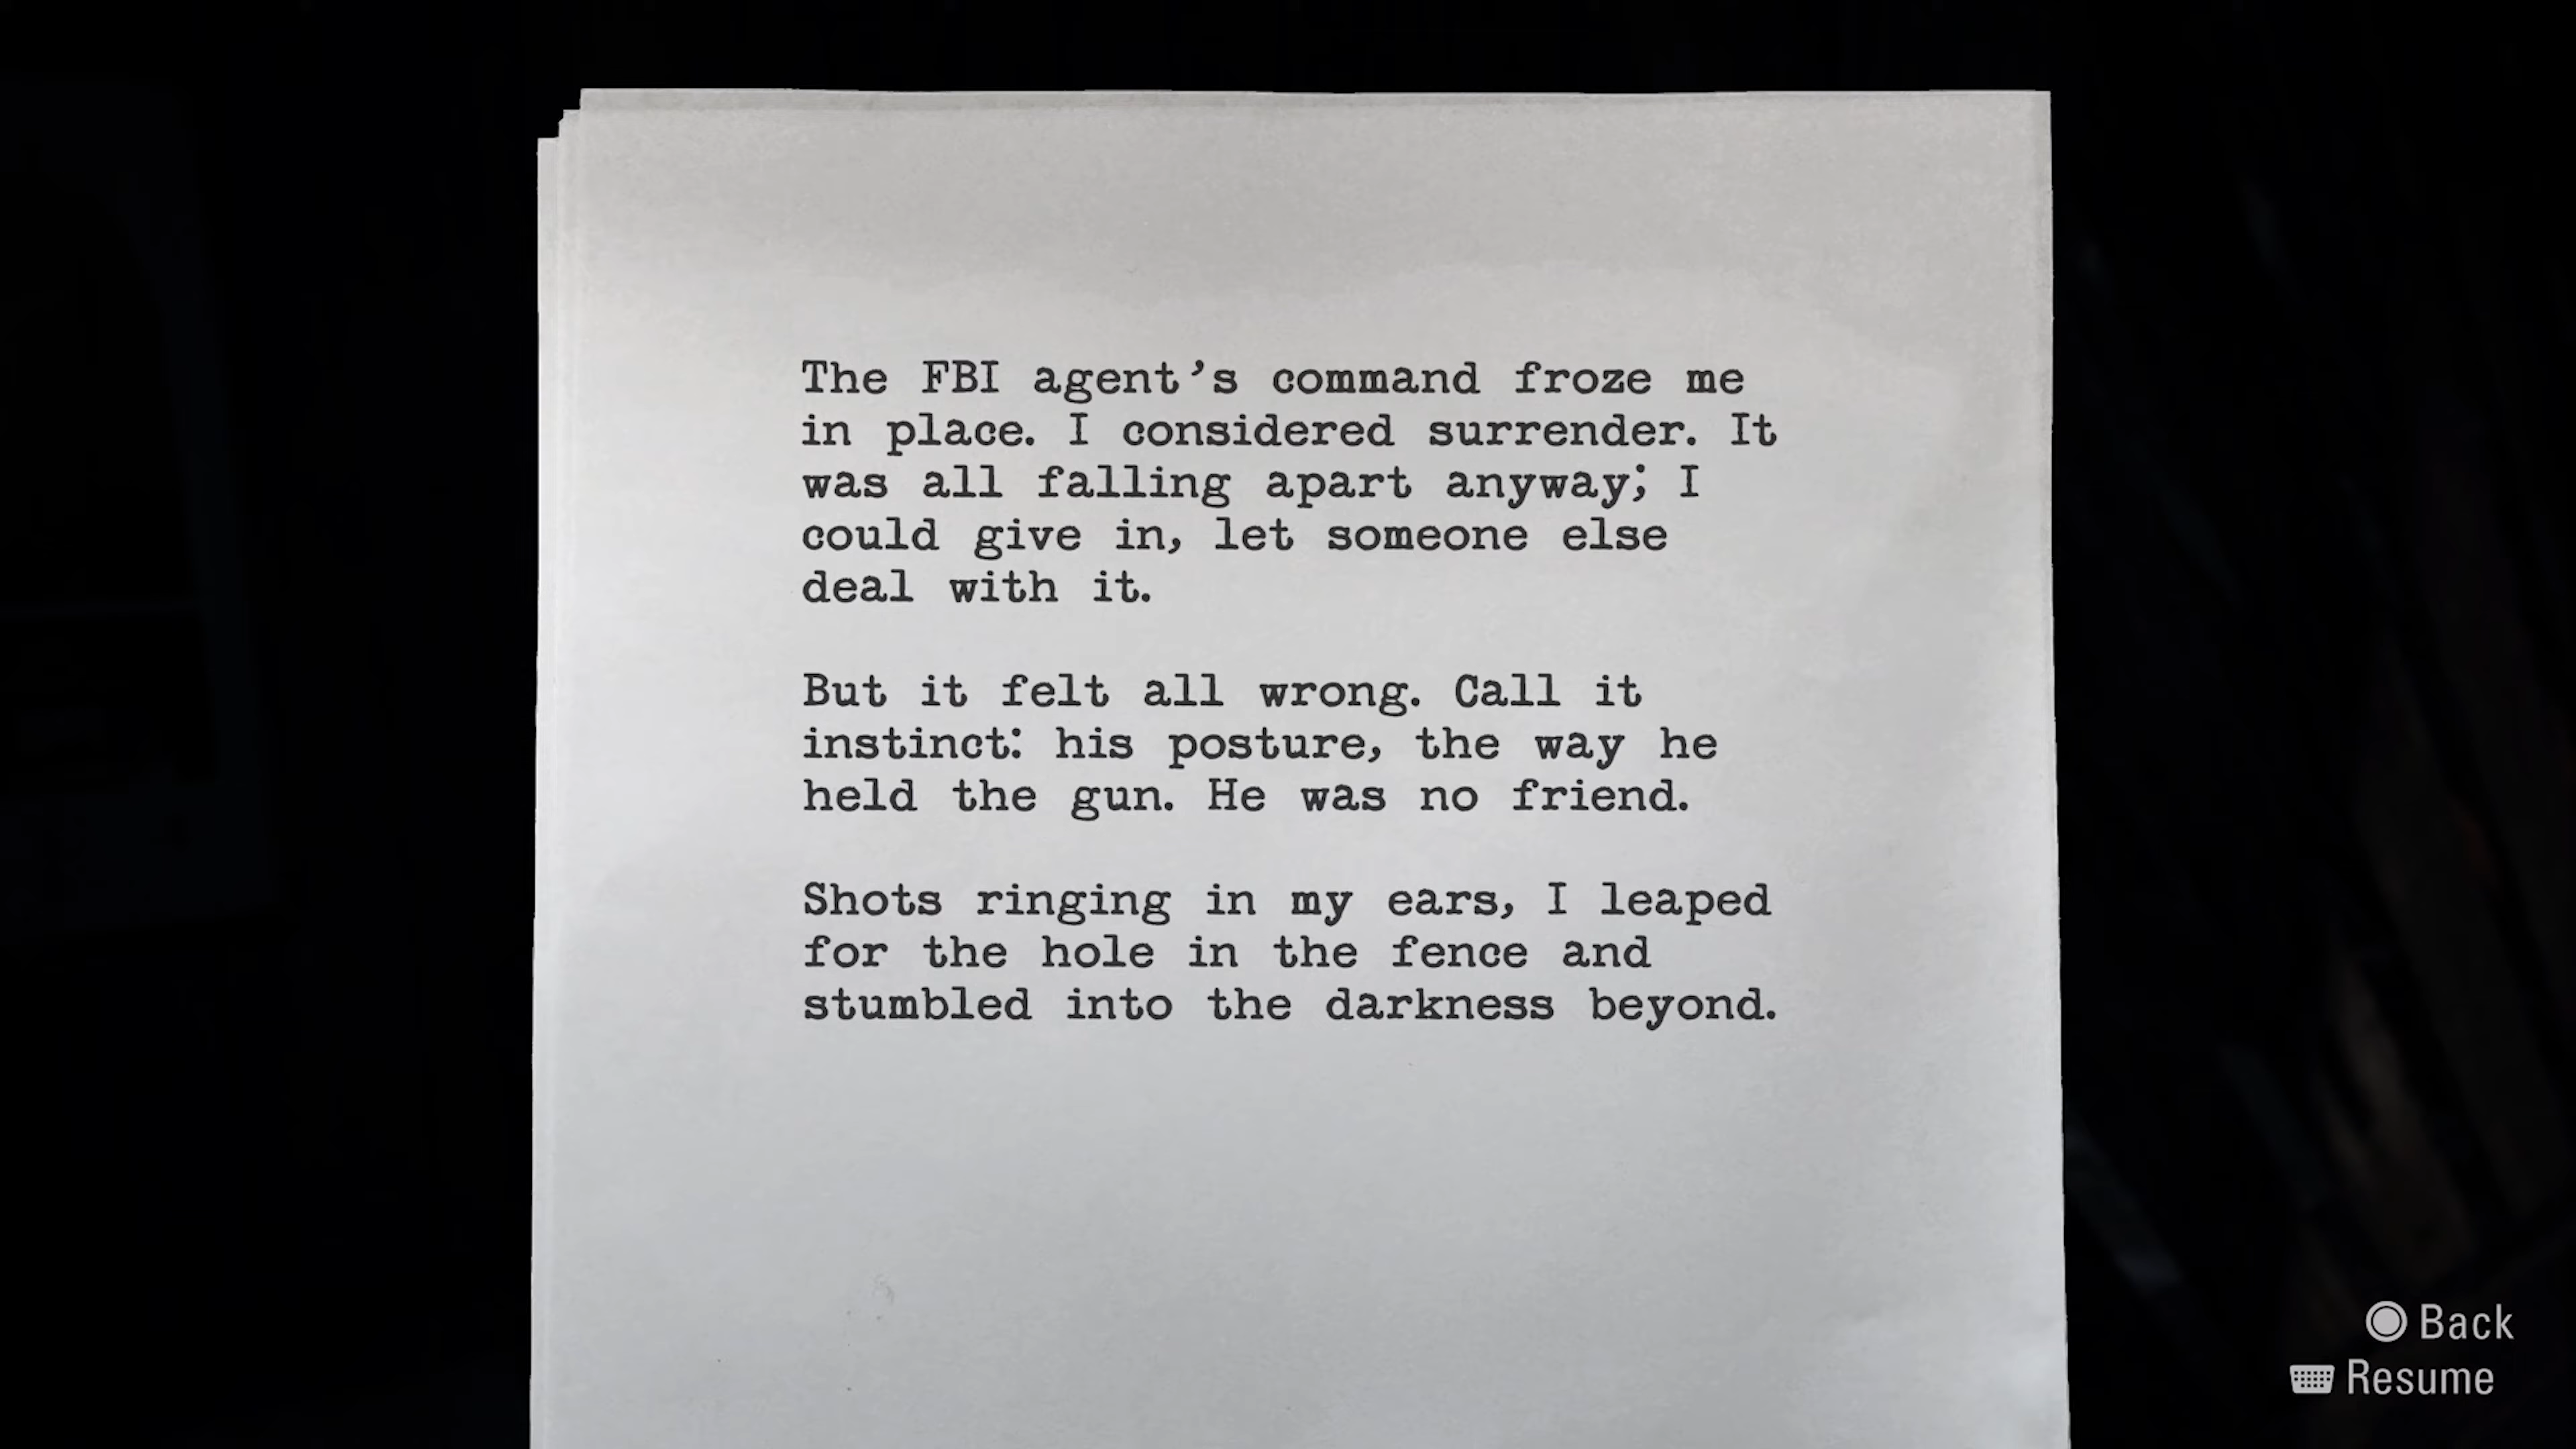 The FBI agent’s command froze me
in place. I considered surrender. It
was all falling apart anyway; I
could give in, let someone else
deal with it.
But it felt all wrong. Call it
instinct: his posture, the way he
held the gun. He was no friend.
Shots ringing in my ears, I leaped
for the hole in the fence and
stumbled into the darkness beyond.
Back
Resume